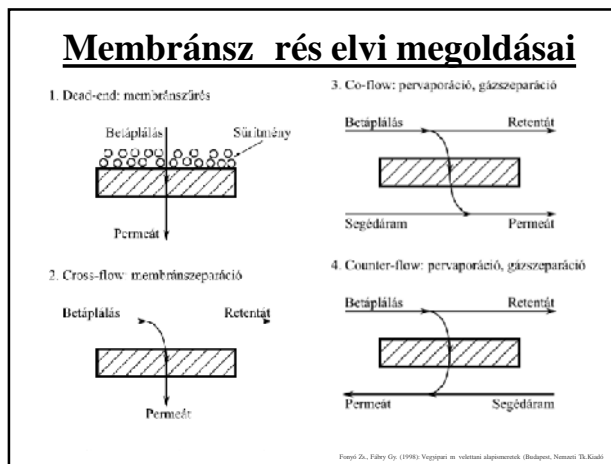 Membránsz rés elvi megoldásai
1. Dead-end: membránszűrés
Betáplálás
Sűrítmény
Permeát
2. Cross-flow: membránszeparáció
Betáplálás
Retentát
Permeát
3. Co-flow: pervaporáció, gázszeparáció
Betáplálás
Retentát
Segédáram
Permeát
4. Counter-flow: pervaporáció, gázszeparáció
Betáplálás
Retentát
Permeát
Segédáram
Fonyó Zs., Fábry Gy. (1998): Vegyipari m velettani alapismeretek (Budapest, Nemzeti Tk.Kiadó